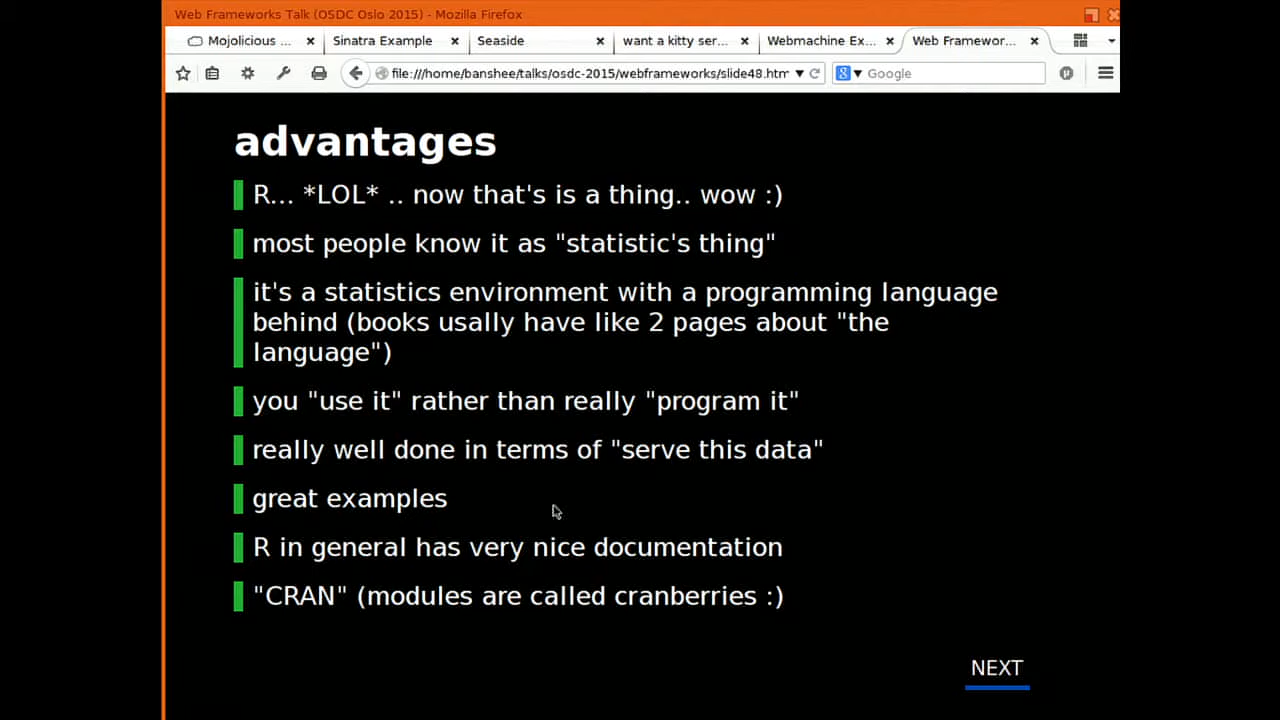 Web Frameworks Talk (OSDC Oslo 2015) - Mozilla Firefox
Mojolicious ... Sinatra Example Seaside want a kitty ser... Webmachine Ex... Web Framewor...
file:///home/banshee/talks/osdc-2015/webframeworks/slide48.htm Google
advantages
R... *LOL* .. now that's is a thing.. wow :)
most people know it as "statistic's thing"
it's a statistics environment with a programming language
behind (books usally have like 2 pages about "the
language")
you "use it" rather than really "program it"
really well done in terms of "serve this data"
great examples
R in general has very nice documentation
"CRAN" (modules are called cranberries :)
NEXT